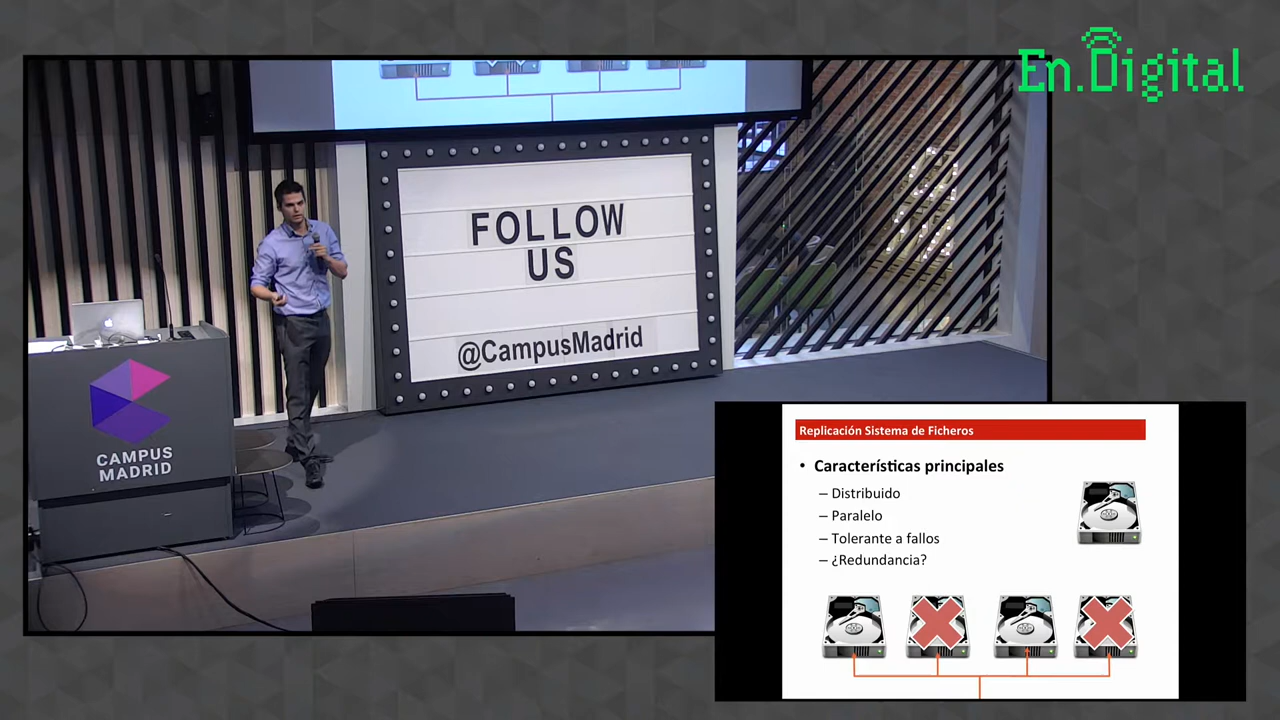 En.Digital
FOLLOW
US
@CampusMadrid
CAMPUS
MADRID
Replicación Sistema de Ficheros
• Características principales
– Distribuido
– Paralelo
– Tolerante a fallos
– ¿Redundancia?